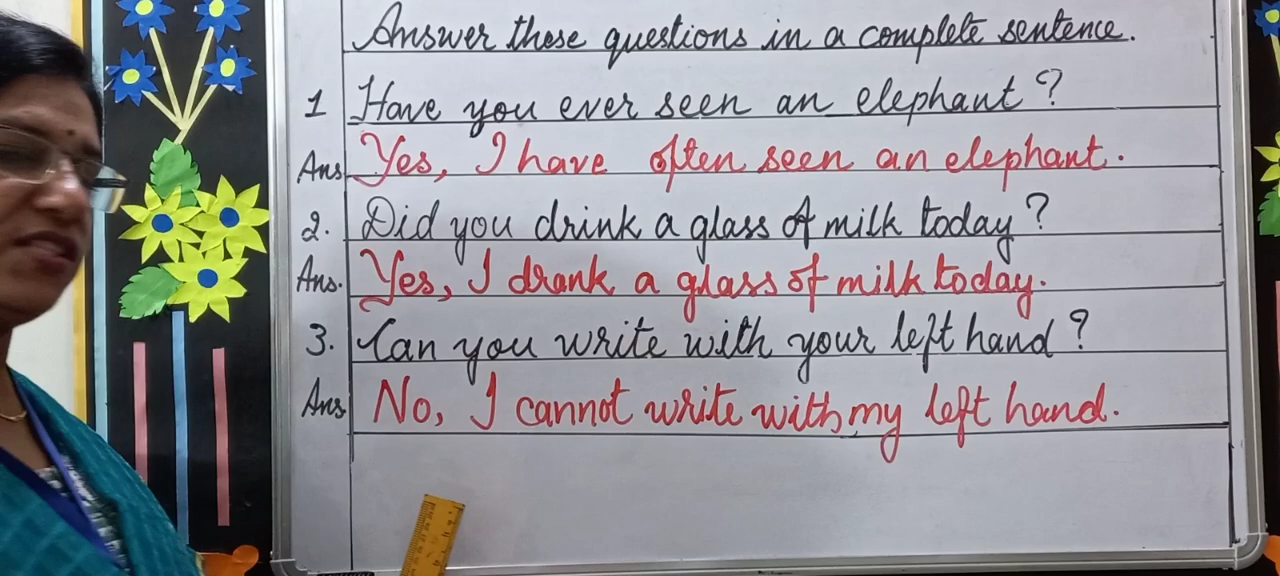 Answer these questions in a complete sentence.
1 Have you ever seen an elephant?
Ans Yes, I have often seen an elephant.
2. Did you drink a glass of milk today?
Ans. Yes, I drank a glass of milk today.
3. Can you write with your left hand?
Ans No, I cannot write with my left hand.